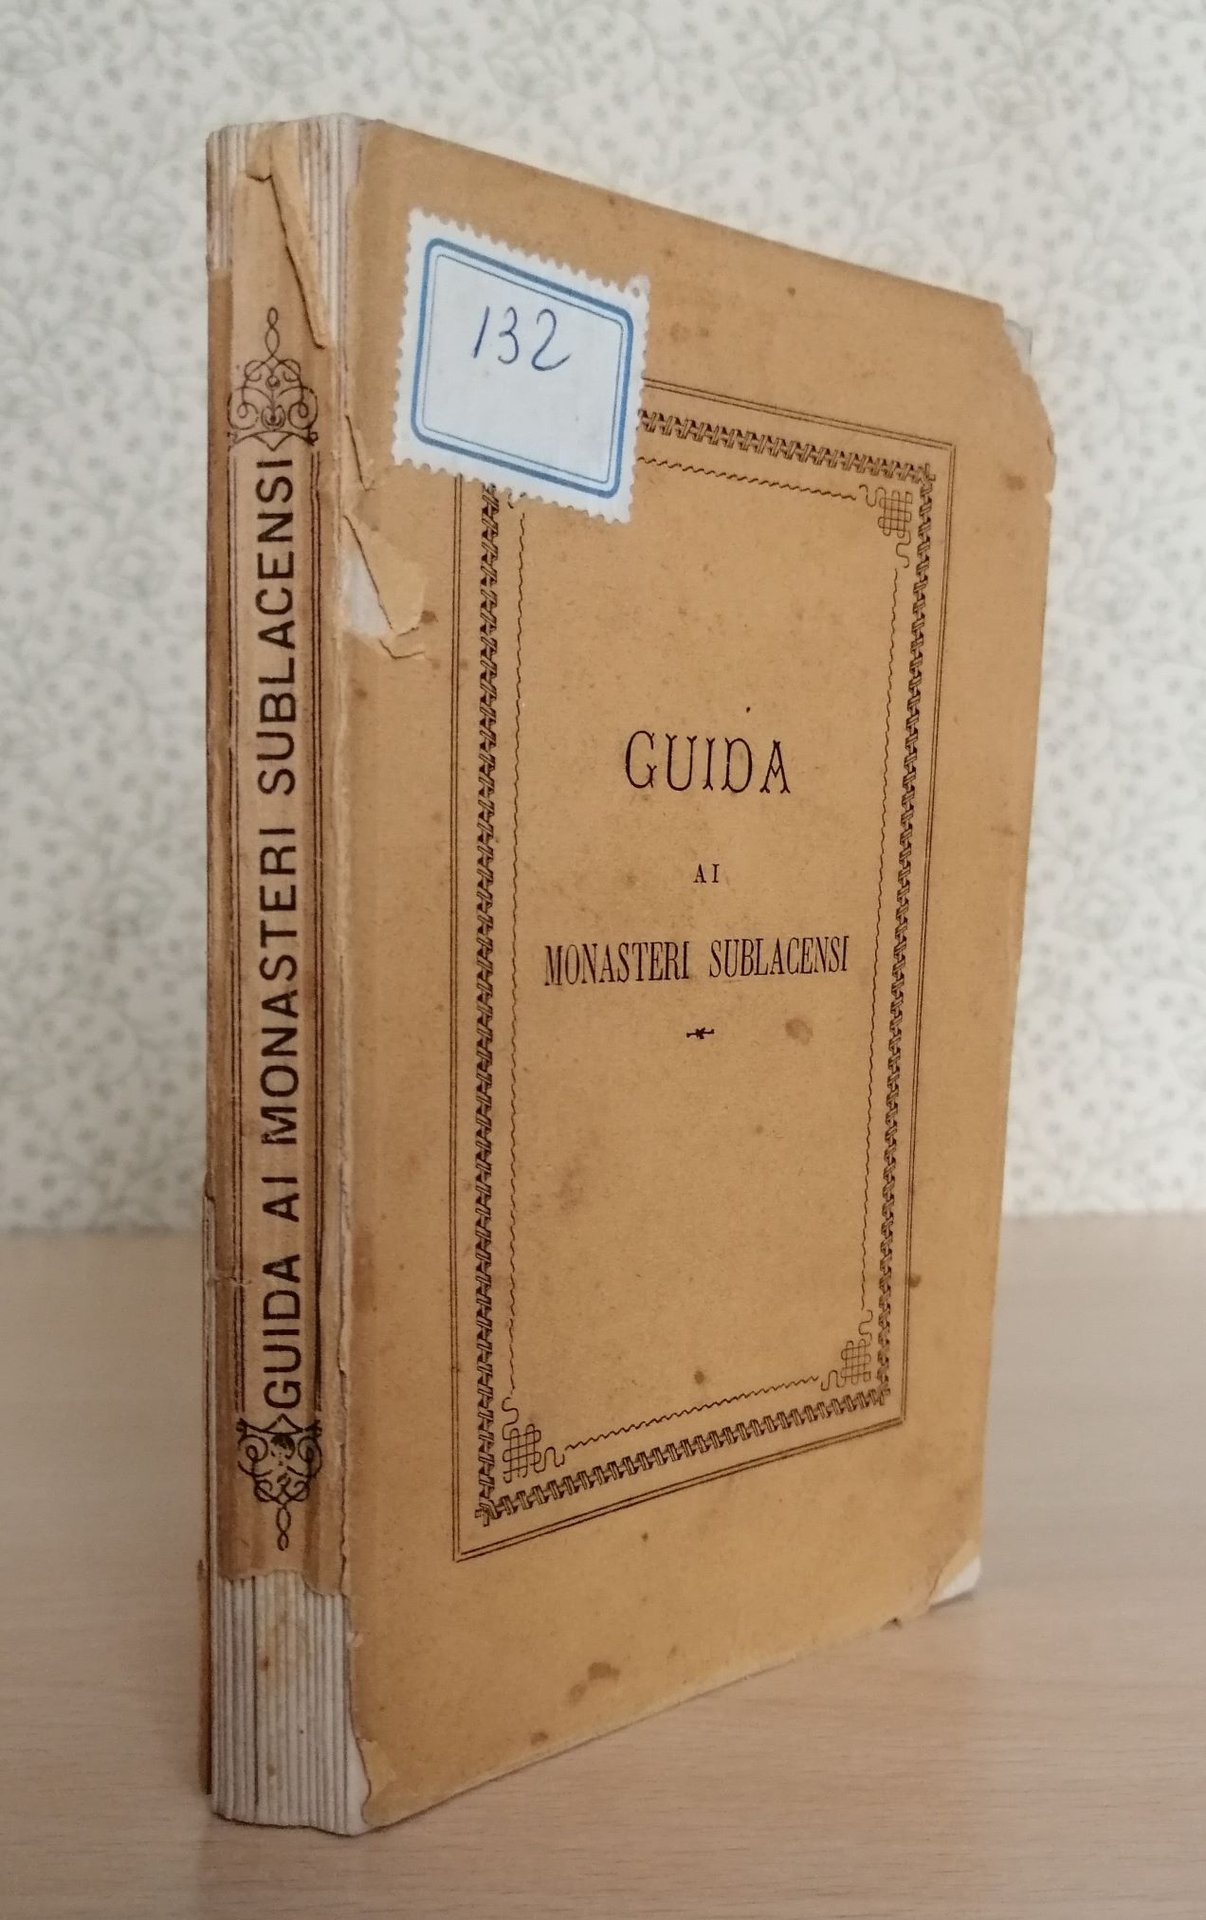 GUIDA AI MONASTERI SUBLACENSI
132
GUIDA
AI
MONASTERI SUBLACENSI